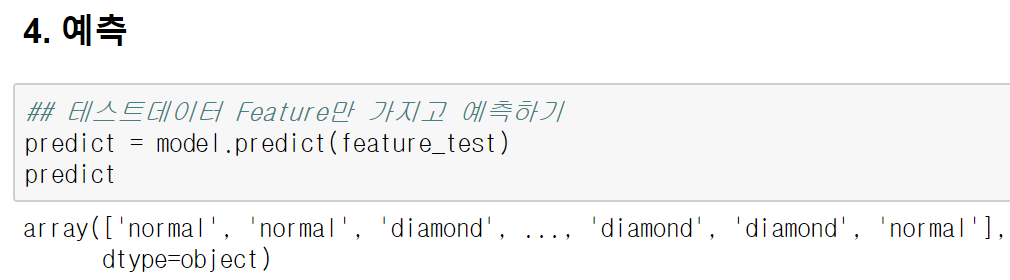 4. 예측
## 테스트데이터 Feature만 가지고 예측하기
predict = model.predict(feature_test)
predict
array(['normal', 'normal', 'diamond', ..., 'diamond', 'diamond', 'normal'],
dtype=object)